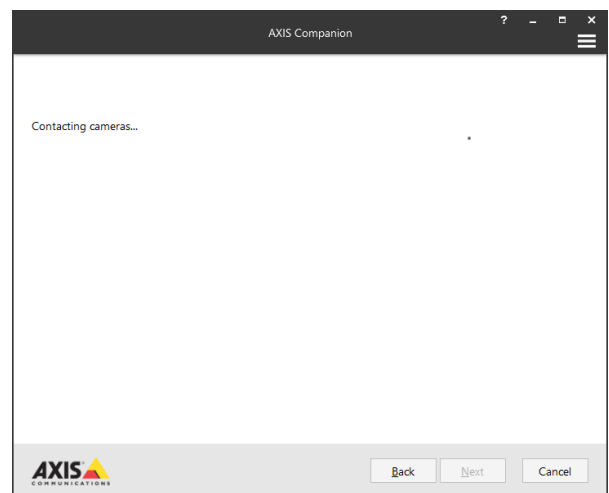 AXIS Companion
?
Contacting cameras...
AXIS
COMMUNICATIONS
Back
Next
Cancel